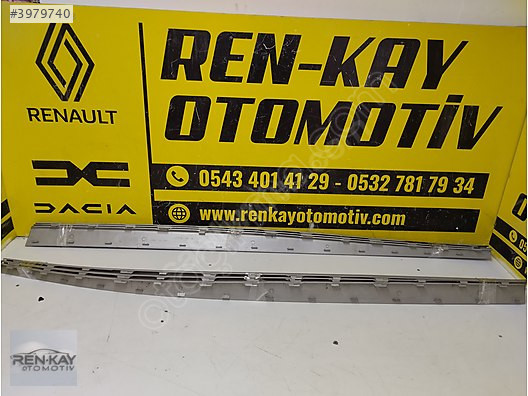 #3979740
REN-KAY
OTOMOTİV
RENAULT
DACIA
0543 401 41 29 - 0532 781 79 34
www.renkayotomotiv.com
REN-KAY
OTOMOTİV